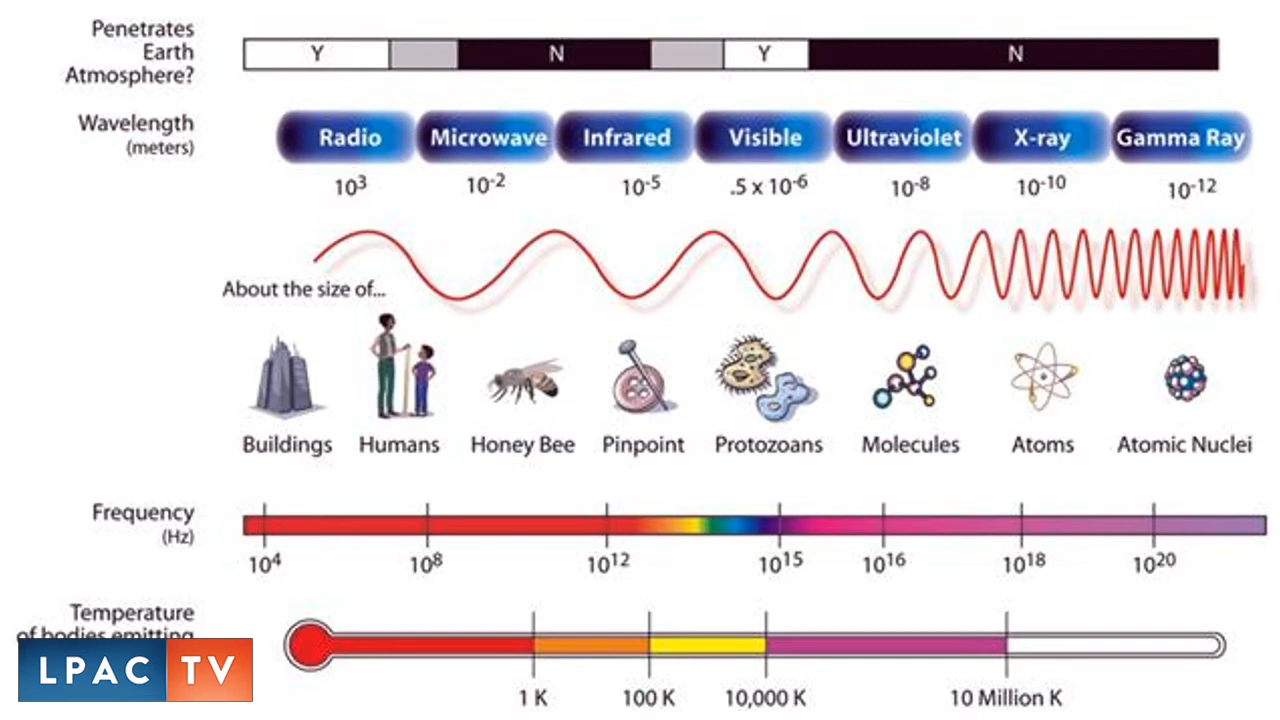 Penetrates
Earth
Atmosphere?
Y N Y N
Wavelength
(meters)
Radio Microwave Infrared Visible Ultraviolet X-ray Gamma Ray
10³ 10⁻² 10⁻⁵ .5 x 10⁻⁶ 10⁻⁸ 10⁻¹⁰ 10⁻¹²
About the size of...
Buildings Humans Honey Bee Pinpoint Protozoans Molecules Atoms Atomic Nuclei
Frequency
(Hz)
10⁴ 10⁸ 10¹² 10¹⁵ 10¹⁶ 10¹⁸ 10²⁰
Temperature
of bodies emitting
LPAC TV
1 K 100 K 10,000 K 10 Million K